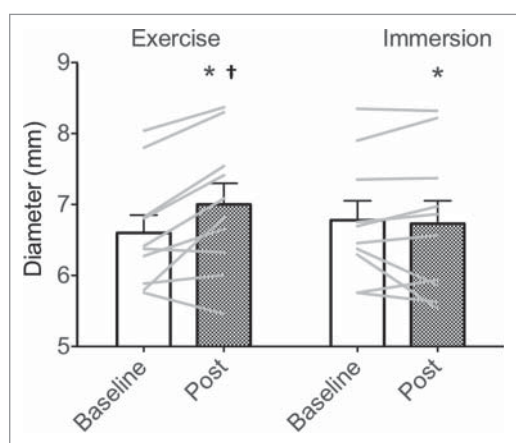 Exercise Immersion
* † *
Diameter (mm)
9
8
7
6
5
Baseline Post Baseline Post